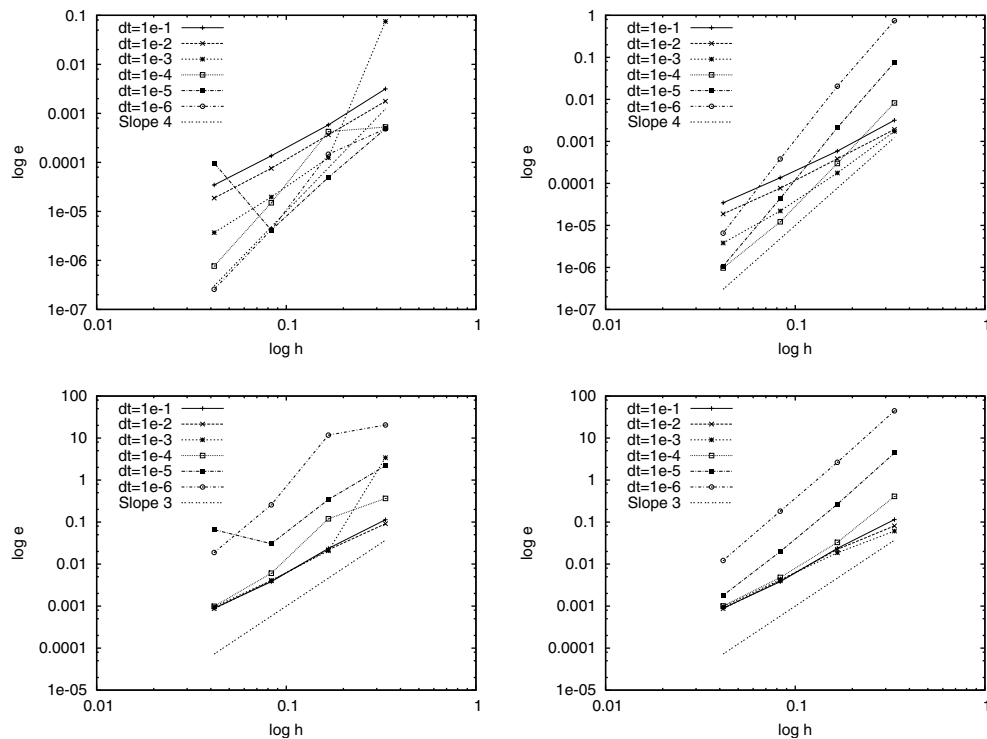 log e
0.1
0.01
0.001
0.0001
1e-05
1e-06
1e-07
dt=1e-1
dt=1e-2
dt=1e-3
dt=1e-4
dt=1e-5
dt=1e-6
Slope 4
0.01
0.1
1
log h
log e
1
0.1
0.01
0.001
0.0001
1e-05
1e-06
1e-07
dt=1e-1
dt=1e-2
dt=1e-3
dt=1e-4
dt=1e-5
dt=1e-6
Slope 4
0.01
0.1
1
log h
log e
100
10
1
0.1
0.01
0.001
0.0001
1e-05
dt=1e-1
dt=1e-2
dt=1e-3
dt=1e-4
dt=1e-5
dt=1e-6
Slope 3
0.01
0.1
1
log h
log e
100
10
1
0.1
0.01
0.001
0.0001
1e-05
dt=1e-1
dt=1e-2
dt=1e-3
dt=1e-4
dt=1e-5
dt=1e-6
Slope 3
0.01
0.1
1
log h